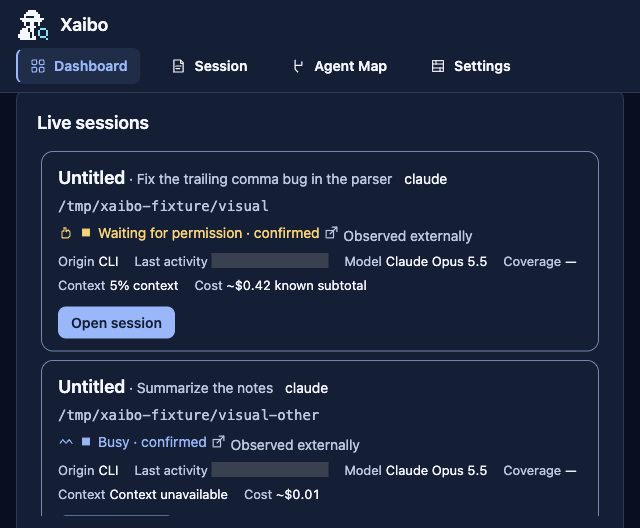 Xaibo
Dashboard Session Agent Map Settings
Live sessions
Untitled · Fix the trailing comma bug in the parser claude
/tmp/xaibo-fixture/visual
Waiting for permission · confirmed Observed externally
Origin CLI Last activity Model Claude Opus 5.5 Coverage —
Context 5% context Cost ~$0.42 known subtotal
Open session
Untitled · Summarize the notes claude
/tmp/xaibo-fixture/visual-other
Busy · confirmed Observed externally
Origin CLI Last activity Model Claude Opus 5.5 Coverage —
Context Context unavailable Cost ~$0.01